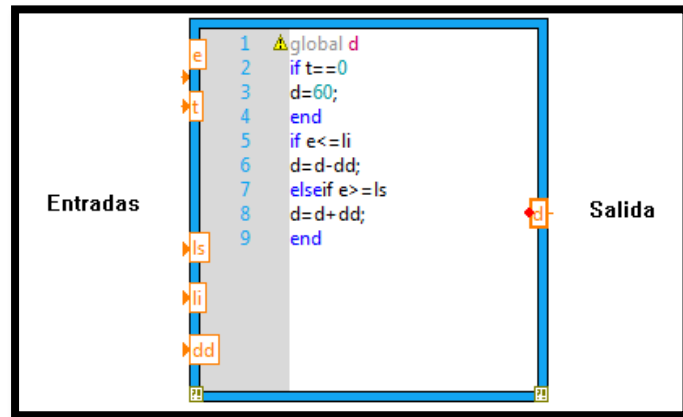 Entradas
e
t
ls
li
dd
1 global d
2 if t==0
3 d=60;
4 end
5 if e<=li
6 d=d-dd;
7 elseif e>=ls
8 d=d+dd;
9 end
d
Salida